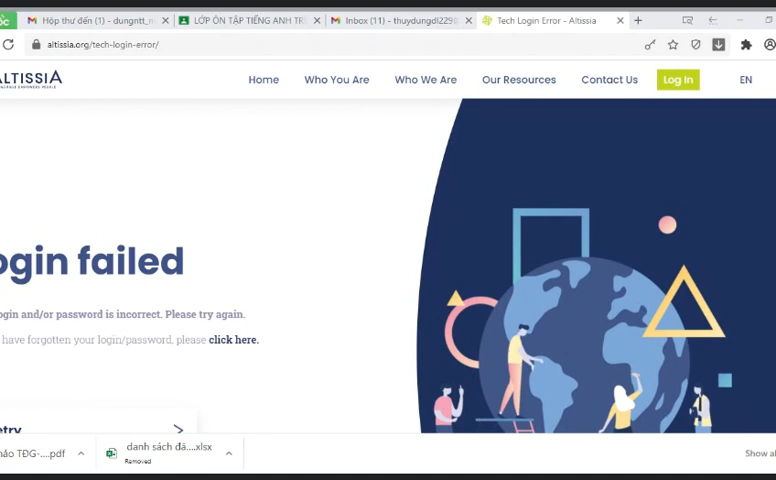 Hộp thư đến (1) - dungntt_n
LỚP ÔN TẬP TIẾNG ANH TR
Inbox (11) - thuydungdl229@
Tech Login Error - Altissia
altissia.org/tech-login-error/
ALTISSIA
Home
Who You Are
Who We Are
Our Resources
Contact Us
Log In
EN
ogin failed
ogin and/or password is incorrect. Please try again.
have forgotten your login/password, please click here.
etry
hảo TĐG-....pdf
danh sách đă....xlsx
Removed
Show al